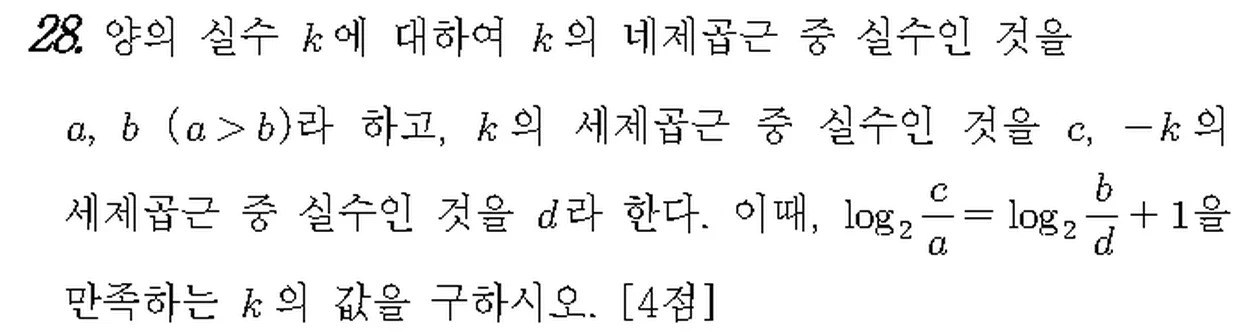 28. 양의 실수 k에 대하여 k의 네제곱근 중 실수인 것을
a, b (a > b)라 하고, k의 세제곱근 중 실수인 것을 c, −k의
세제곱근 중 실수인 것을 d라 한다. 이때, log₂ c/a = log₂ b/d + 1을
만족하는 k의 값을 구하시오. [4점]